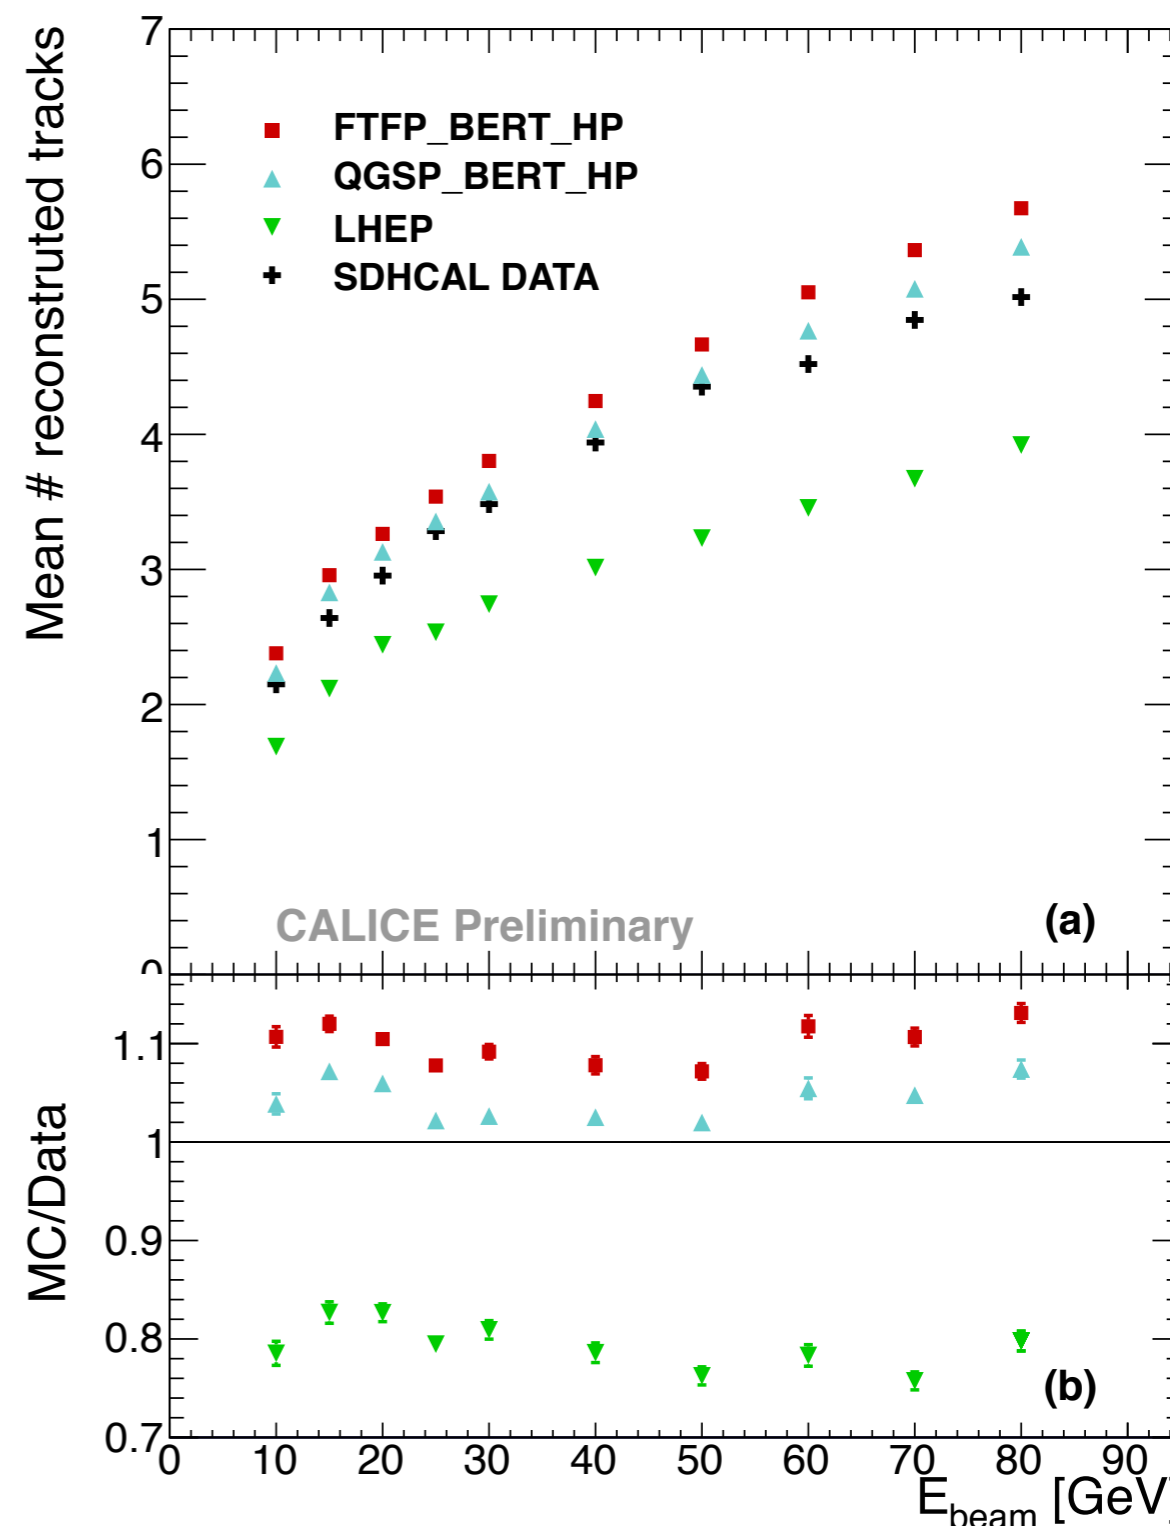 Mean # reconstruted tracks
7
6
5
4
3
2
1
0
FTFP_BERT_HP
QGSP_BERT_HP
LHEP
SDHCAL DATA
CALICE Preliminary
(a)
MC/Data
1.1
1
0.9
0.8
0.7
(b)
0 10 20 30 40 50 60 70 80 90
E_beam [GeV]